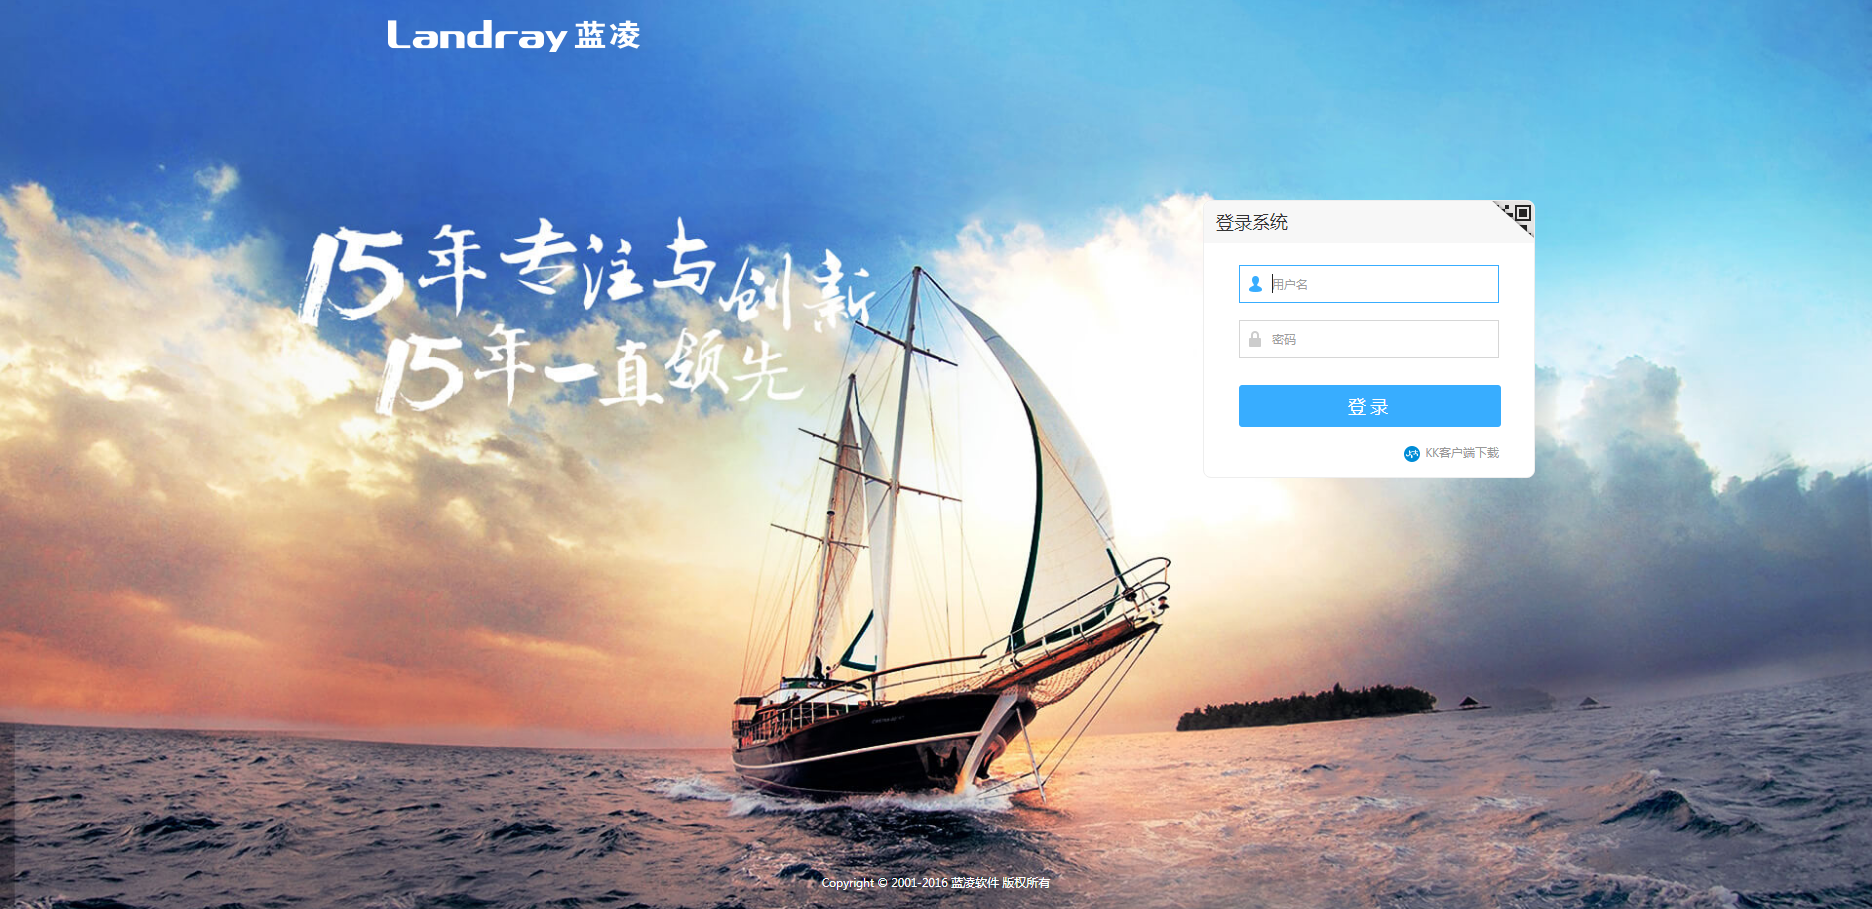 Landray 蓝凌
15年专注与创新
15年一直领先
登录系统
用户名
密码
登录
KK客户端下载
Copyright © 2001-2016 蓝凌软件 版权所有